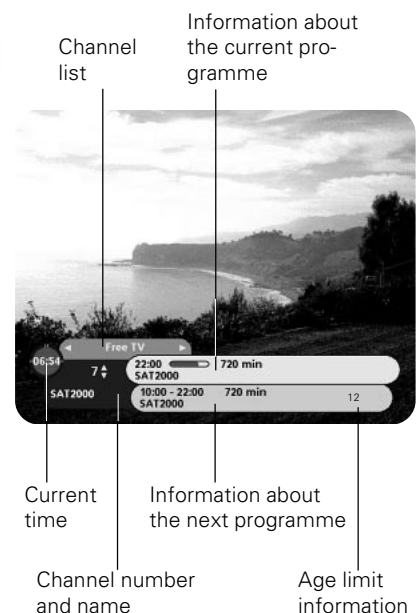 Information about
the current pro-
gramme
Channel
list
Free TV
06:54
7
22:00 720 min
SAT2000
SAT2000
10:00 - 22:00 720 min
SAT2000
12
Current
time
Information about
the next programme
Channel number
and name
Age limit
information